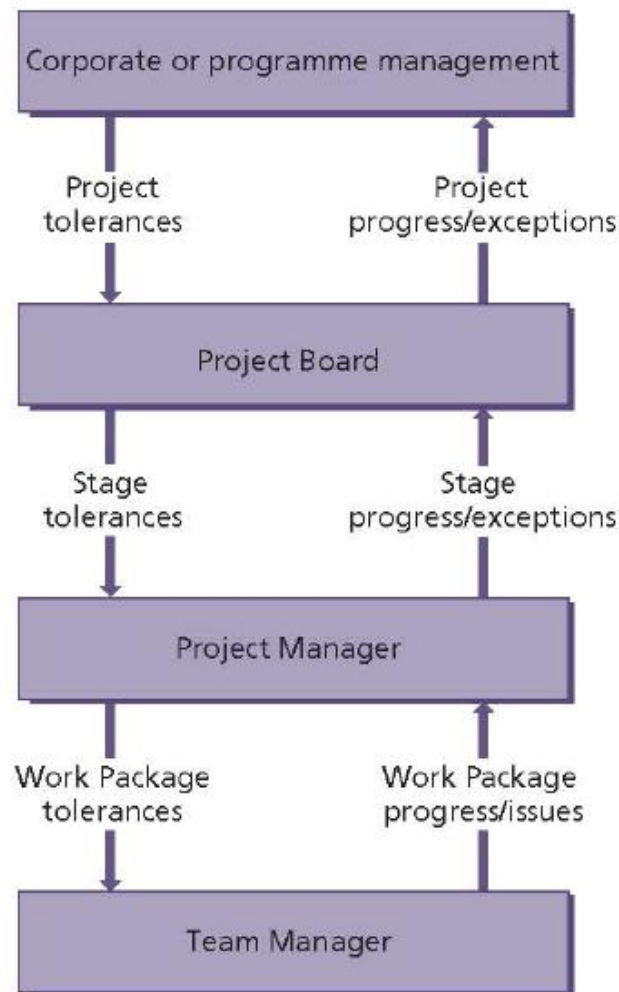 Corporate or programme management
Project
tolerances
Project
progress/exceptions
Project Board
Stage
tolerances
Stage
progress/exceptions
Project Manager
Work Package
tolerances
Work Package
progress/issues
Team Manager